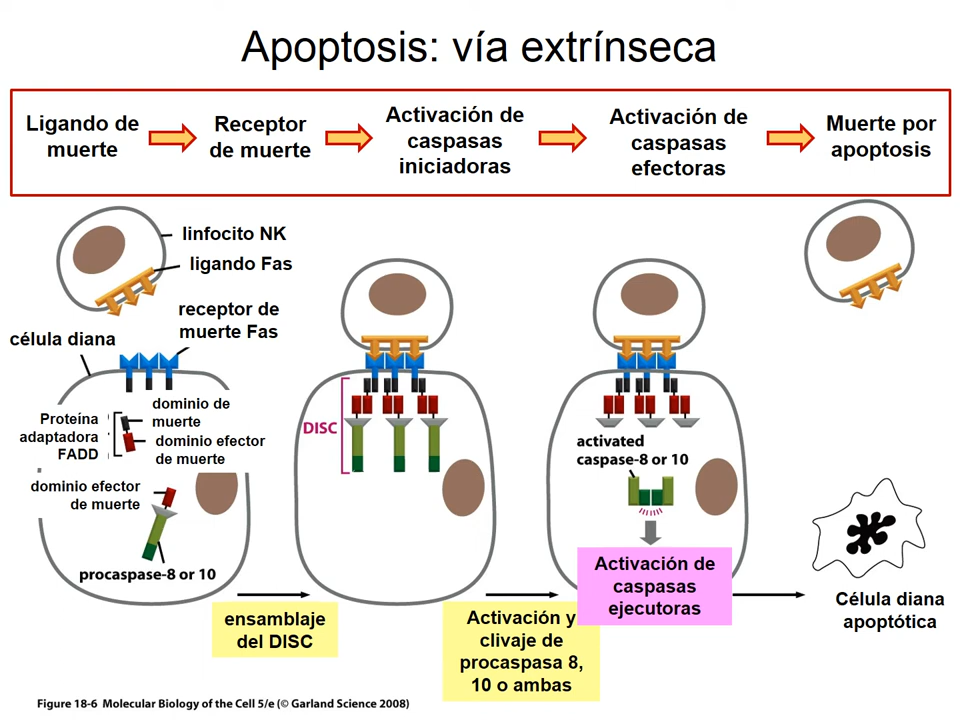 Apoptosis: vía extrínseca
Ligando de
muerte
Receptor
de muerte
Activación de
caspasas
iniciadoras
Activación de
caspasas
efectoras
Muerte por
apoptosis
linfocito NK
ligando Fas
receptor de
muerte Fas
célula diana
Proteína
adaptadora
FADD
dominio de
muerte
dominio efector
de muerte
dominio efector
de muerte
procaspase-8 or 10
DISC
activated
caspase-8 or 10
Activación de
caspasas
ejecutoras
ensamblaje
del DISC
Activación y
clivaje de
procaspasa 8,
10 o ambas
Célula diana
apoptótica
Figure 18-6 Molecular Biology of the Cell 5/e (© Garland Science 2008)